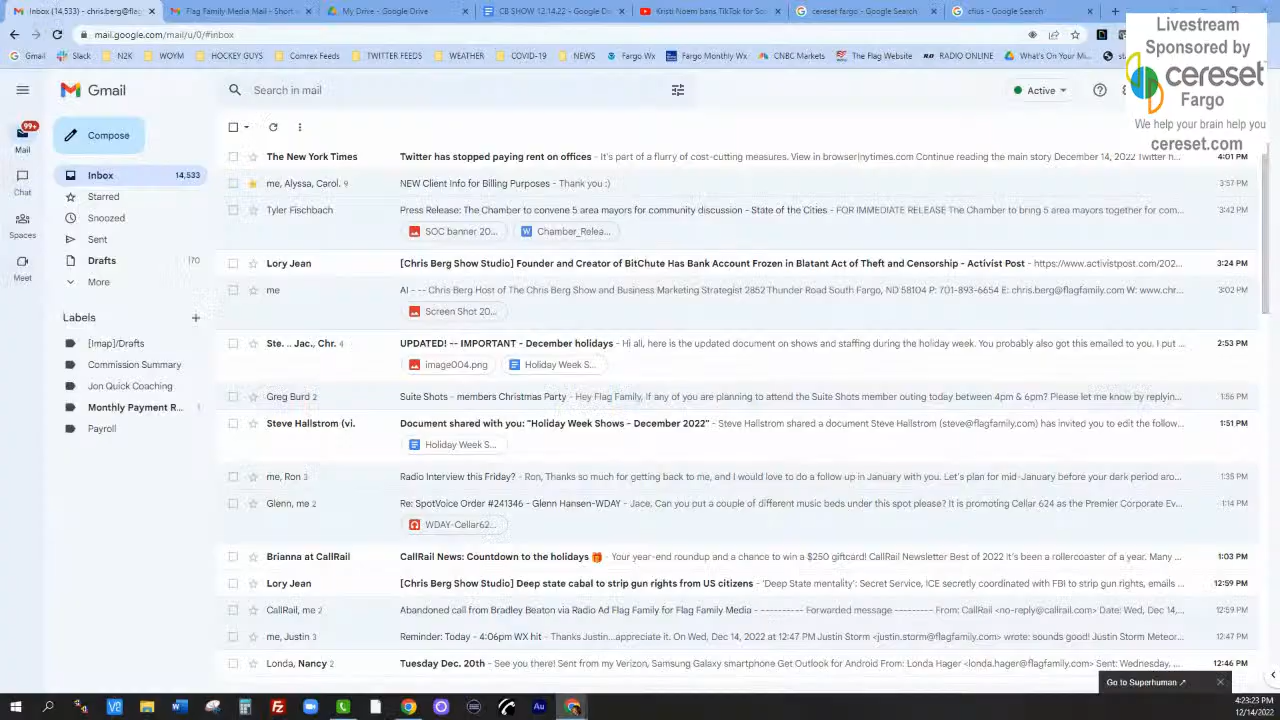 Inbox (14,533) - chris.berg@flag
Flag Family Media Mail - Short
My Drive - Google Drive
CB SHOW 12.14.22 - Google Do
Kristi Noem bans TikTok for So
cereset fargo - Google Search
cfius - Google Search
mail.google.com/mail/u/0/#inbox
Gmail
Slack
N2K
WOYM
HOCKEY GUYS
Comrex Feeds
TWITTER FEEDS
WEATHER
COVID-19
NEWS
Fargo Wx
Fargo Monthly Wx
CNBC Markets
The Flag Website
RADIO ONLINE
What's On My
Livestream
Sponsored by
cereset
Fargo
We help your brain help you
cereset.com
Gmail
Search in mail
Active
99+
Mail
Chat
Spaces
Meet
Compose
Inbox 14,533
Starred
Snoozed
Sent
Drafts 70
More
Labels
[Imap]/Drafts
Commission Summary
Jon Quick Coaching
Monthly Payment R... 1
Payroll
The New York Times Twitter has stopped paying rent on offices - It's part of a flurry of cost-cutting measures. View in browser|nytimes.com Continue reading the main story December 14, 2022 Twitter h... 4:01 PM
me, Alyssa, Carol. 9 NEW Client Info for Billing Purposes - Thank you :) 3:57 PM
Tyler Fischbach Press Release: The Chamber to convene 5 area mayors for community discussion - State of the Cities - FOR IMMEDIATE RELEASE The Chamber to bring 5 area mayors together for com... 3:42 PM
SOC banner 20...
Chamber_Relea...
Lory Jean [Chris Berg Show Studio] Founder and Creator of BitChute Has Bank Account Frozen in Blatant Act of Theft and Censorship - Activist Post - https://www.activistpost.com/202... 3:24 PM
me AI - -- Chris Berg Host of The Chris Berg Show and Business Marketing Strategist 2852 Thunder Road South Fargo, ND 58104 P: 701-893-6654 E: chris.berg@flagfamily.com W: www.chr... 3:02 PM
Screen Shot 20...
Ste. .. Jac., Chr. 4 UPDATED! -- IMPORTANT - December holidays - Hi all, here is the updated document on shows and staffing during the holiday week. You probably also got this emailed to you. I put ... 2:53 PM
image004.png
Holiday Week S...
Greg Burd 2 Suite Shots - members Christmas Party - Hey Flag Family, If any of you are planning to attend the Suite Shots member outing today between 4pm & 6pm? Please let me know by replyin... 1:56 PM
Steve Hallstrom (vi. Document shared with you: "Holiday Week Shows - December 2022" - Steve Hallstrom shared a document Steve Hallstrom (steve@flagfamily.com) has invited you to edit the follow... 1:51 PM
Holiday Week S...
me, Ron 3 Radio Interview this Friday? - Ron, Thanks so much for getting back to me, and I would love to do a follow up in January with you. Let's plan for mid-January before your dark period aro... 1:35 PM
Glenn, me 2 Re: SpotVoice Order #241346 - Glenn Hansen-WDAY - Jace, Can you put a couple of different music beds under this spot please? It is promoting Cellar 624 as the Premier Corporate Ev... 1:14 PM
WDAY-Cellar62...
Brianna at CallRail CallRail News: Countdown to the holidays 🎁 - Your year-end roundup and a chance to win a $250 giftcard! CallRail Newsletter Best of 2022 It's been a rollercoaster of a year. Many ... 1:03 PM
Lory Jean [Chris Berg Show Studio] Deep state cabal to strip gun rights from US citizens - 'Deep State mentality': Secret Service, ICE secretly coordinated with FBI to strip gun rights, emails ... 12:59 PM
CallRail, me 2 Abandoned call from Bradley Beaton via Radio Ad Flag Family for Flag Family Media - ---------- Forwarded message --------- From: CallRail <no-reply@callrail.com> Date: Wed, Dec 14,... 12:59 PM
me, Justin 3 Reminder: Today - 4:06pm WX hit - Thanks Justin...appreciate it. On Wed, Dec 14, 2022 at 12:47 PM Justin Storm <justin.storm@flagfamily.com> wrote: sounds good! Justin Storm Meteor... 12:47 PM
Londa, Nancy 2 Tuesday Dec. 20th - See you there! Sent from my Verizon, Samsung Galaxy smartphone Get Outlook for Android From: Londa Hager <londa.hager@flagfamily.com> Sent: Wednesday, ... 12:46 PM
Go to Superhuman ↗
4:23:23 PM
12/14/2022